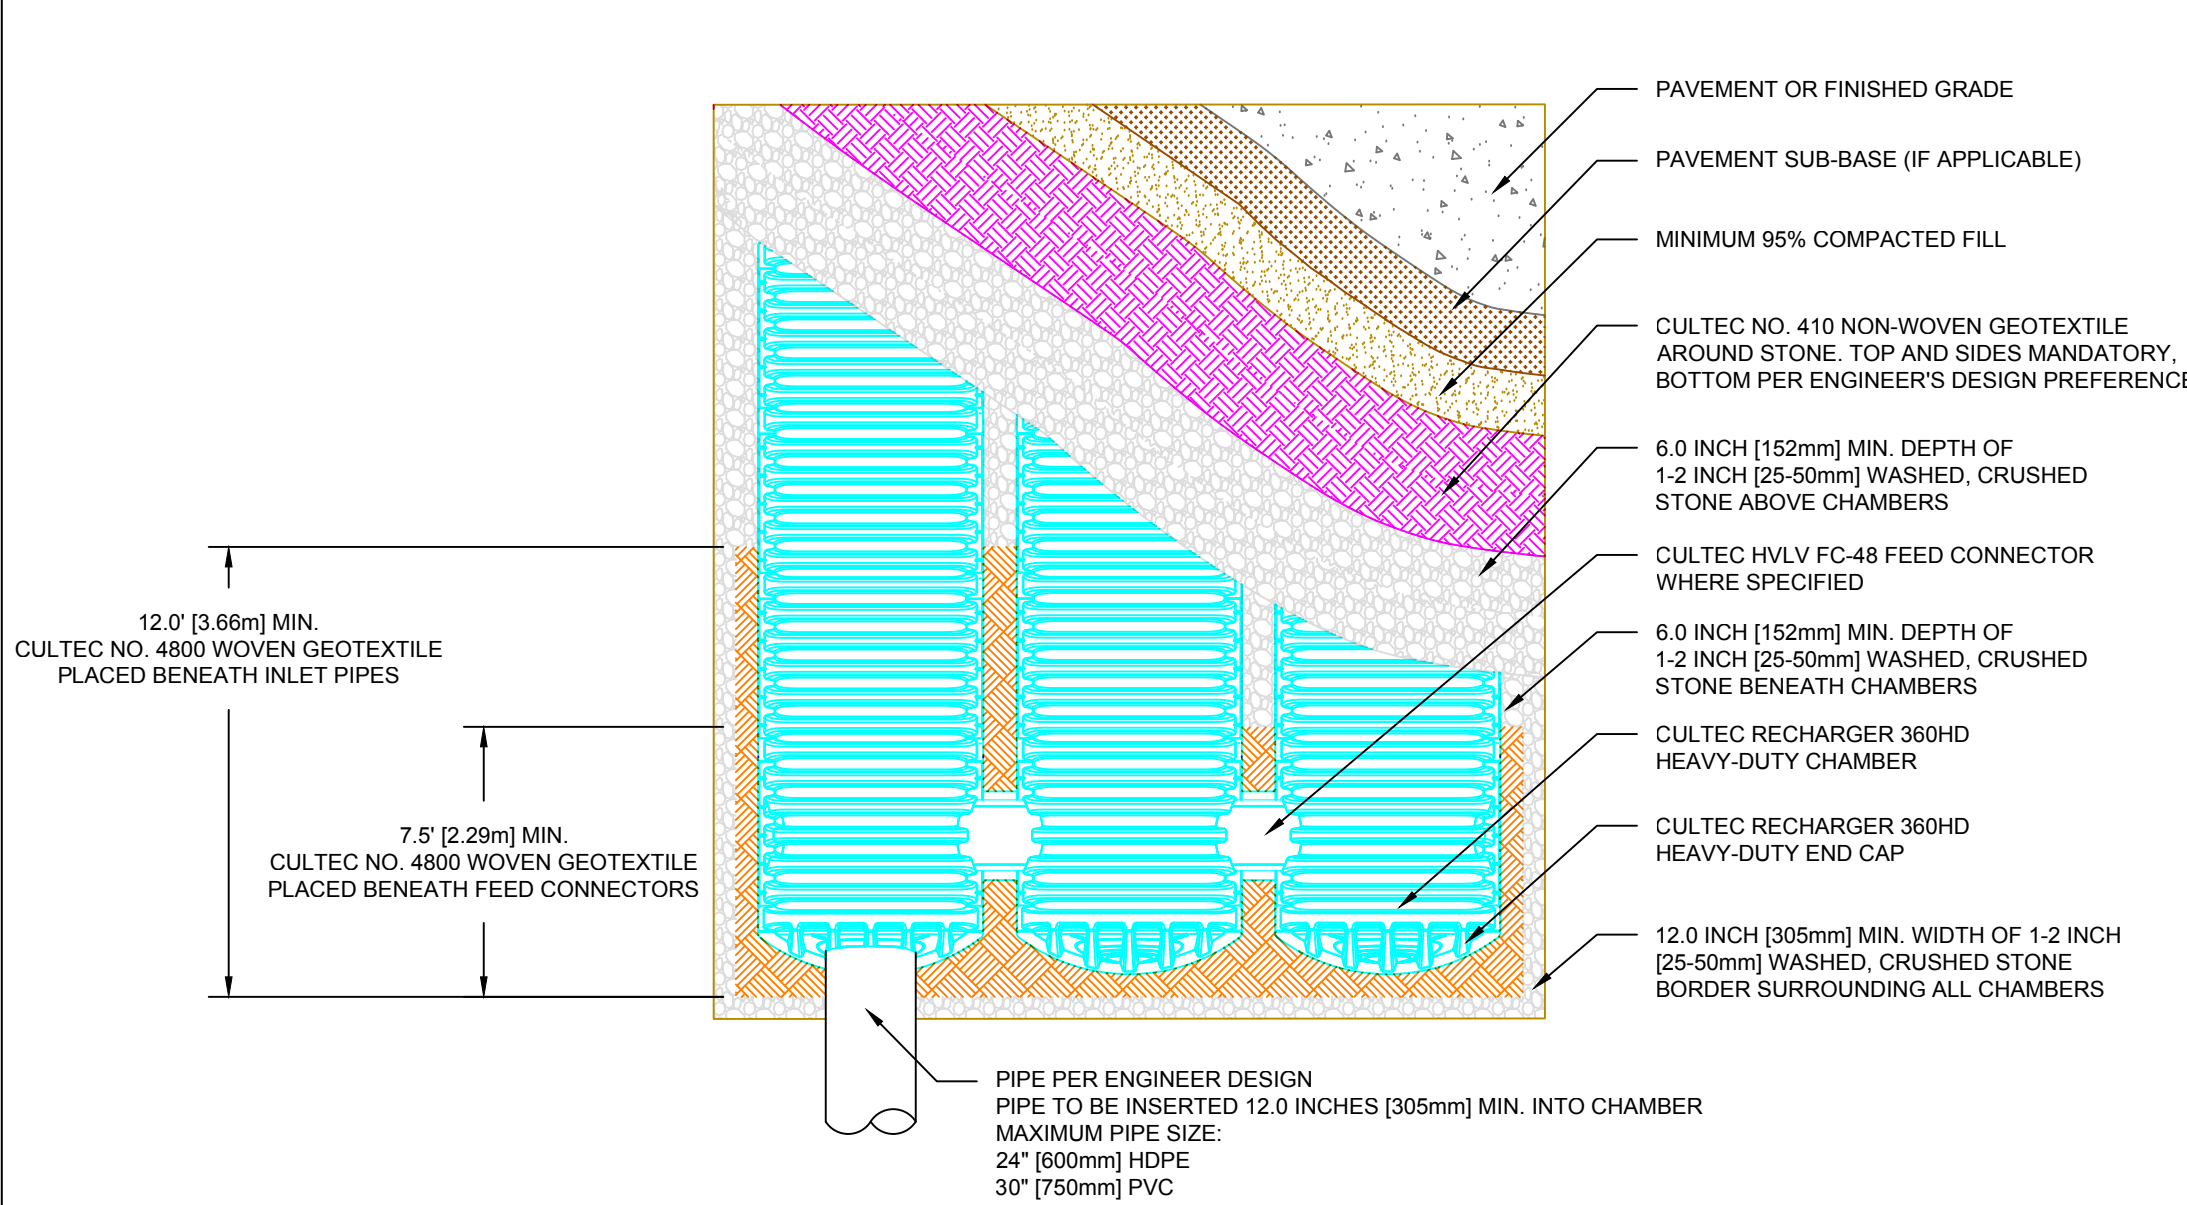 PAVEMENT OR FINISHED GRADE
PAVEMENT SUB-BASE (IF APPLICABLE)
MINIMUM 95% COMPACTED FILL
CULTEC NO. 410 NON-WOVEN GEOTEXTILE
AROUND STONE. TOP AND SIDES MANDATORY,
BOTTOM PER ENGINEER'S DESIGN PREFERENCE
6.0 INCH [152mm] MIN. DEPTH OF
1-2 INCH [25-50mm] WASHED, CRUSHED
STONE ABOVE CHAMBERS
CULTEC HVLV FC-48 FEED CONNECTOR
WHERE SPECIFIED
6.0 INCH [152mm] MIN. DEPTH OF
1-2 INCH [25-50mm] WASHED, CRUSHED
STONE BENEATH CHAMBERS
CULTEC RECHARGER 360HD
HEAVY-DUTY CHAMBER
CULTEC RECHARGER 360HD
HEAVY-DUTY END CAP
12.0 INCH [305mm] MIN. WIDTH OF 1-2 INCH
[25-50mm] WASHED, CRUSHED STONE
BORDER SURROUNDING ALL CHAMBERS
12.0' [3.66m] MIN.
CULTEC NO. 4800 WOVEN GEOTEXTILE
PLACED BENEATH INLET PIPES
7.5' [2.29m] MIN.
CULTEC NO. 4800 WOVEN GEOTEXTILE
PLACED BENEATH FEED CONNECTORS
PIPE PER ENGINEER DESIGN
PIPE TO BE INSERTED 12.0 INCHES [305mm] MIN. INTO CHAMBER
MAXIMUM PIPE SIZE:
24" [600mm] HDPE
30" [750mm] PVC